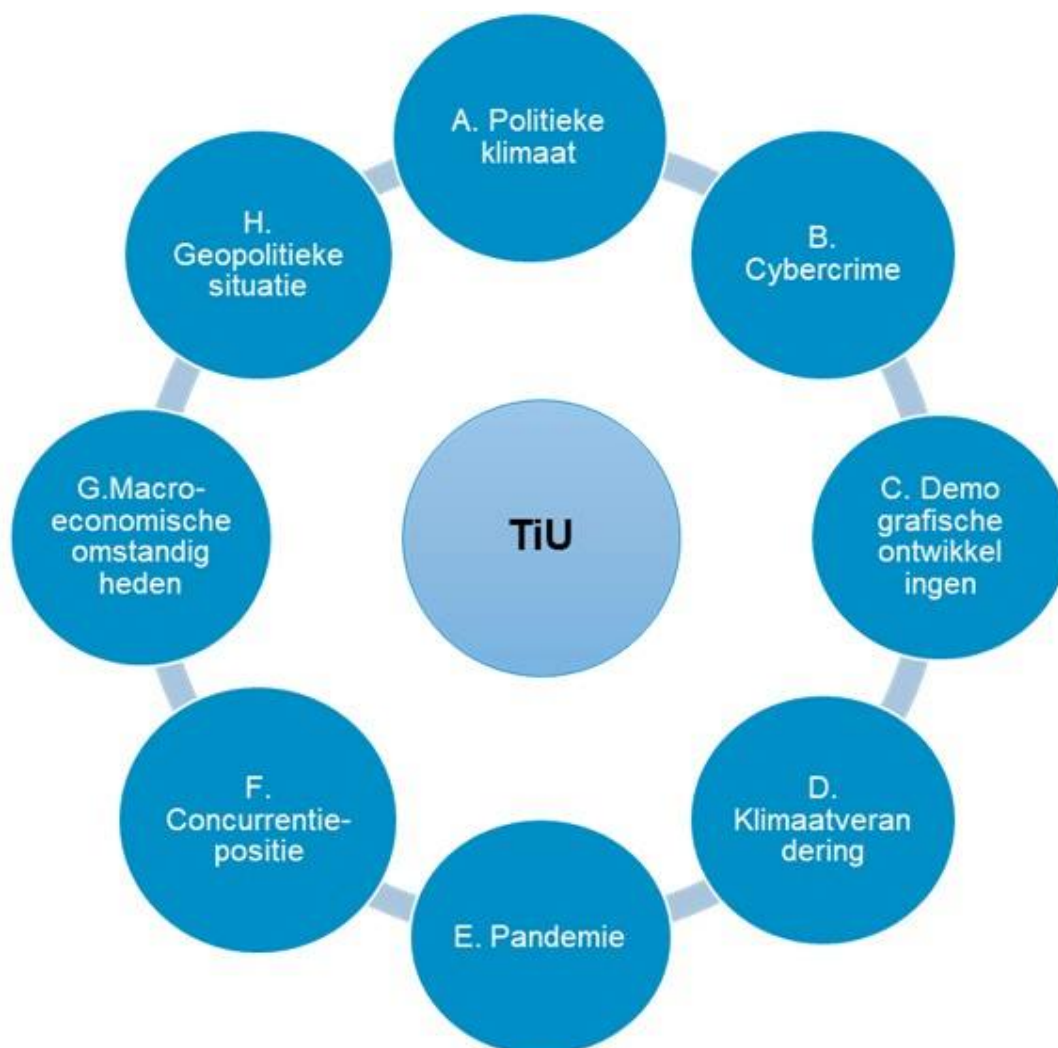 A. Politieke
klimaat
B.
Cybercrime
C. Demo
grafische
ontwikkel
ingen
D.
Klimaatveran
dering
E. Pandemie
F.
Concurrentie-
positie
G.Macro-
economische
omstandig
heden
H.
Geopolitieke
situatie
TiU